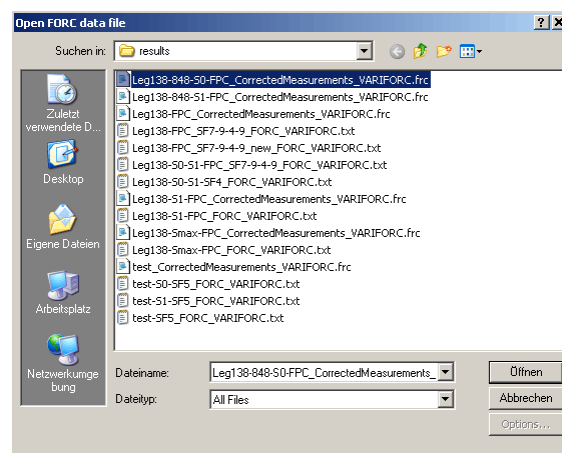 Open FORC data file
Suchen in:
results
Zuletzt
verwendete D...
Desktop
Eigene Dateien
Arbeitsplatz
Netzwerkumge
bung
Leg138-848-S0-FPC_CorrectedMeasurements_VARIFORC.frc
Leg138-848-S1-FPC_CorrectedMeasurements_VARIFORC.frc
Leg138-FPC_CorrectedMeasurements_VARIFORC.frc
Leg138-FPC_SF7-9-4-9_FORC_VARIFORC.txt
Leg138-FPC_SF7-9-4-9_new_FORC_VARIFORC.txt
Leg138-S0-S1-FPC_SF7-9-4-9_FORC_VARIFORC.txt
Leg138-S0-S1-SF4_FORC_VARIFORC.txt
Leg138-S1-FPC_CorrectedMeasurements_VARIFORC.frc
Leg138-S1-FPC_FORC_VARIFORC.txt
Leg138-Smax-FPC_CorrectedMeasurements_VARIFORC.frc
Leg138-Smax-FPC_FORC_VARIFORC.txt
test_CorrectedMeasurements_VARIFORC.frc
test-S0-SF5_FORC_VARIFORC.txt
test-S1-SF5_FORC_VARIFORC.txt
test-SF5_FORC_VARIFORC.txt
Dateiname:
Leg138-848-S0-FPC_CorrectedMeasurements_
Öffnen
Dateityp:
All Files
Abbrechen
Options...